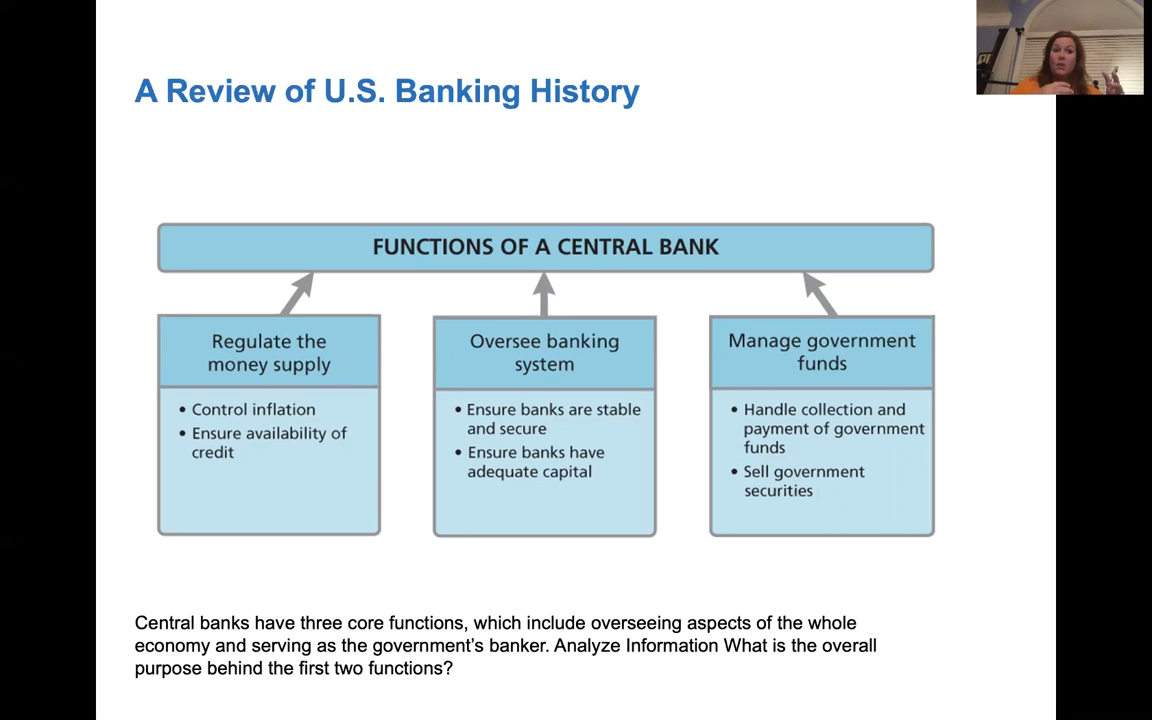 A Review of U.S. Banking History
FUNCTIONS OF A CENTRAL BANK
Regulate the
money supply
• Control inflation
• Ensure availability of
credit
Oversee banking
system
• Ensure banks are stable
and secure
• Ensure banks have
adequate capital
Manage government
funds
• Handle collection and
payment of government
funds
• Sell government
securities
Central banks have three core functions, which include overseeing aspects of the whole
economy and serving as the government’s banker. Analyze Information What is the overall
purpose behind the first two functions?